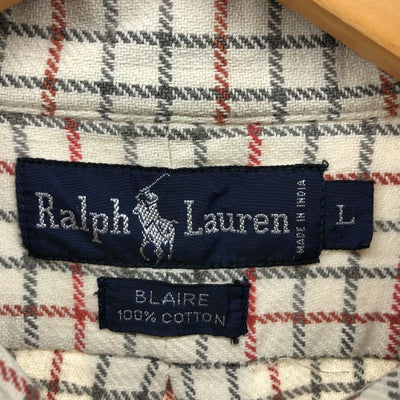 Ralph Lauren
MADE IN INDIA
L
BLAIRE
100% COTTON